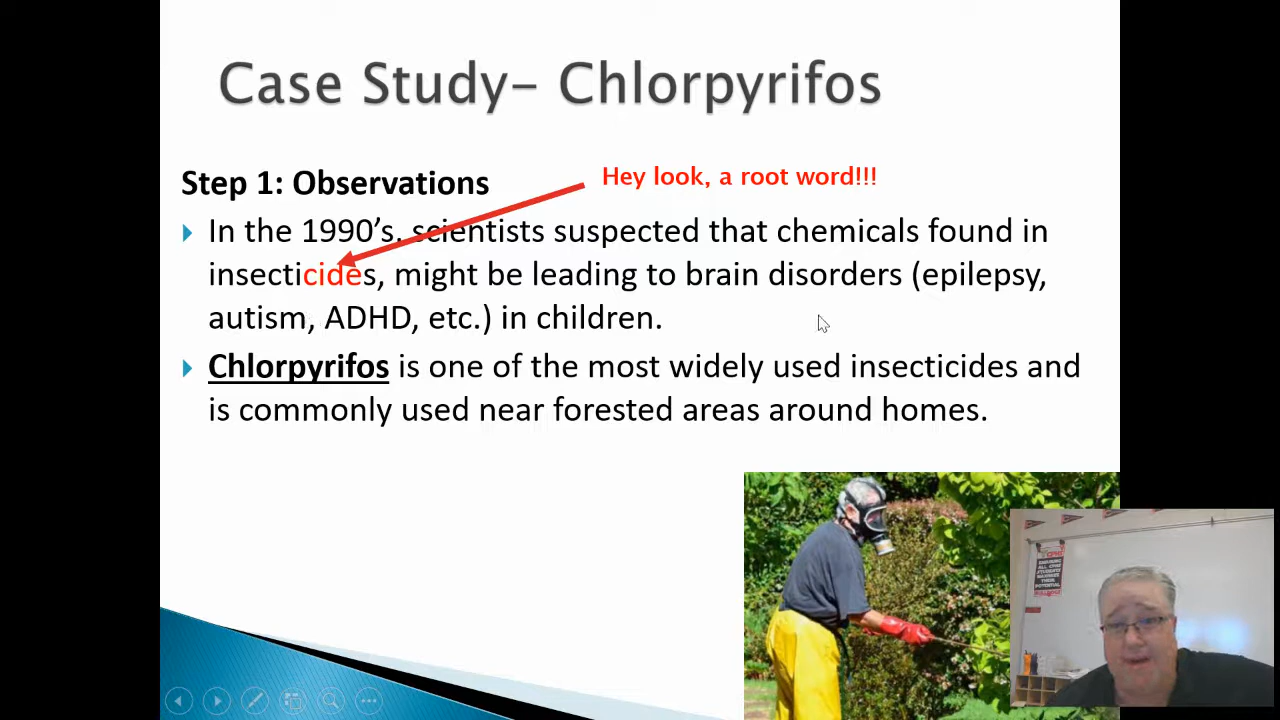 Case Study- Chlorpyrifos
Step 1: Observations
Hey look, a root word!!!
In the 1990's, scientists suspected that chemicals found in
insecticides, might be leading to brain disorders (epilepsy,
autism, ADHD, etc.) in children.
Chlorpyrifos is one of the most widely used insecticides and
is commonly used near forested areas around homes.